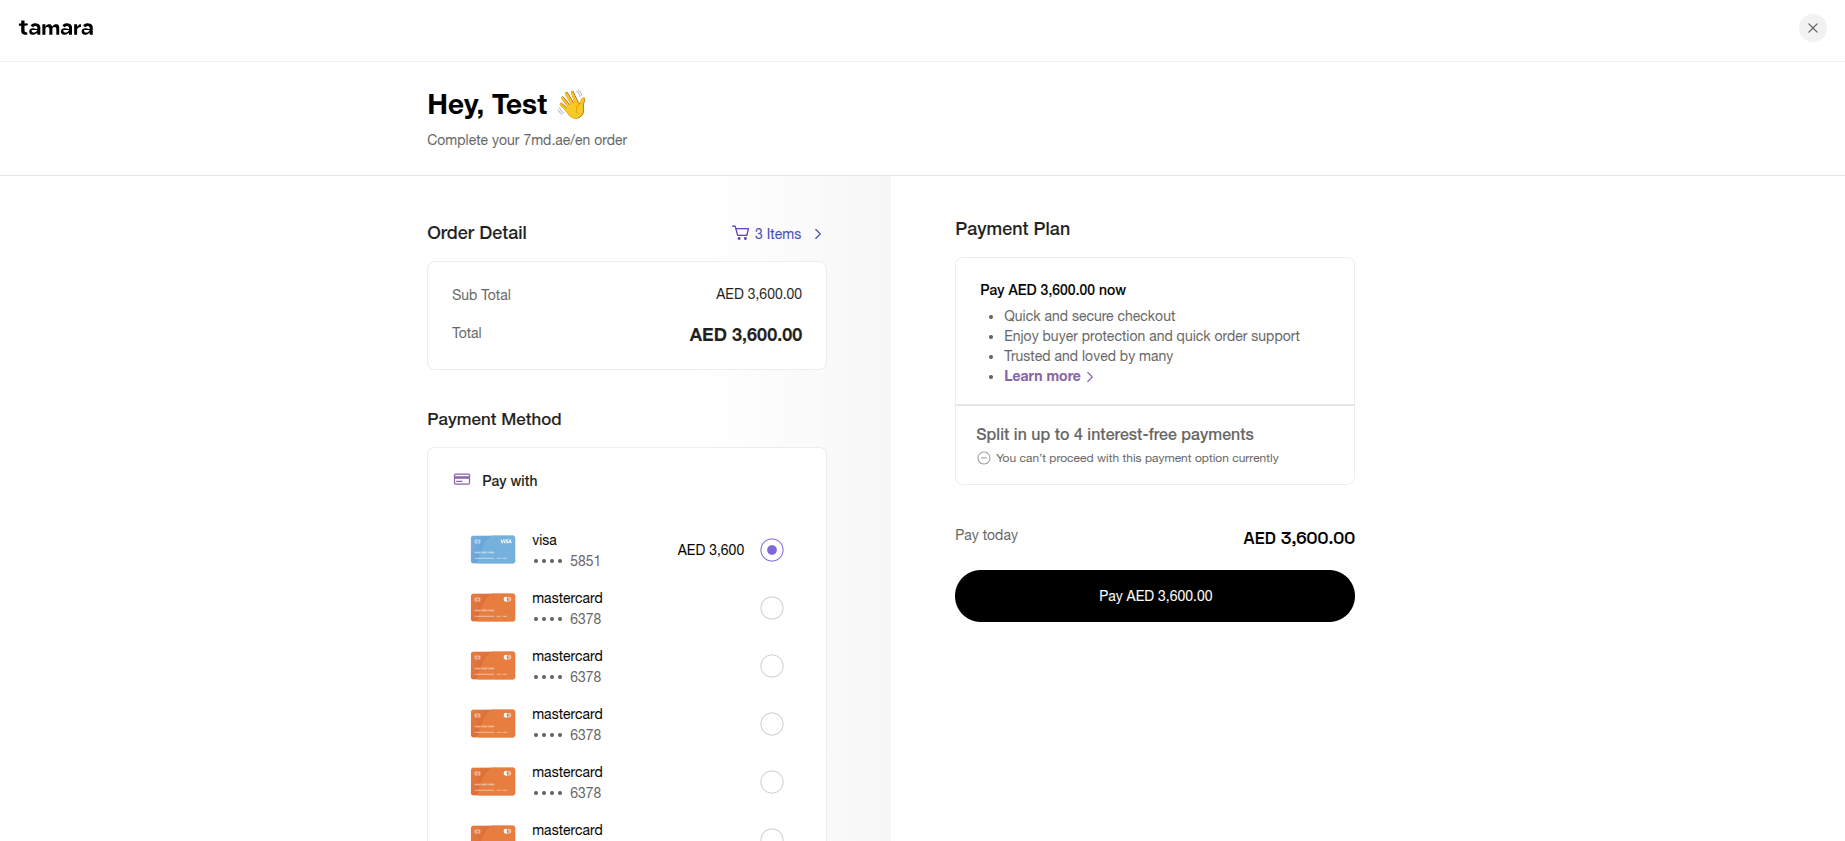 tamara
Hey, Test 👋
Complete your 7md.ae/en order
Order Detail
3 Items
Sub Total
AED 3,600.00
Total
AED 3,600.00
Payment Method
Pay with
visa
•••• 5851
AED 3,600
mastercard
•••• 6378
mastercard
•••• 6378
mastercard
•••• 6378
mastercard
•••• 6378
mastercard
Payment Plan
Pay AED 3,600.00 now
• Quick and secure checkout
• Enjoy buyer protection and quick order support
• Trusted and loved by many
• Learn more
Split in up to 4 interest-free payments
You can't proceed with this payment option currently
Pay today
AED 3,600.00
Pay AED 3,600.00